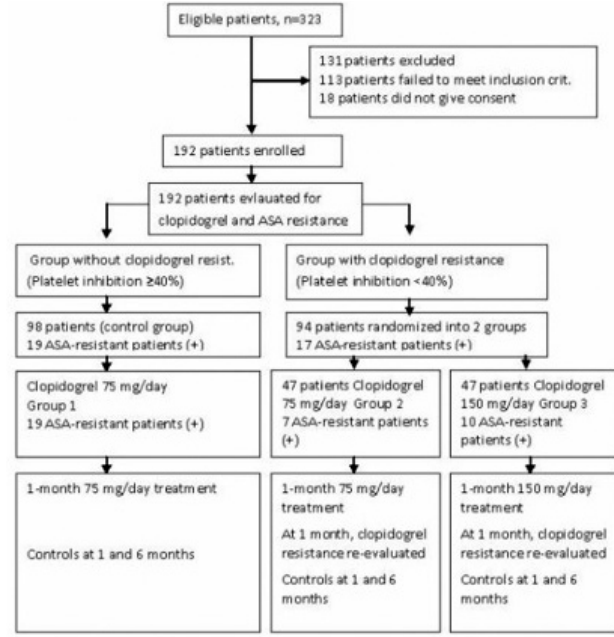 Eligible patients, n=323
131 patients excluded
113 patients failed to meet inclusion crit.
18 patients did not give consent
192 patients enrolled
192 patients evlauated for
clopidogrel and ASA resistance
Group without clopidogrel resist.
(Platelet inhibition ≥40%)
Group with clopidogrel resistance
(Platelet inhibition <40%)
98 patients (control group)
19 ASA-resistant patients (+)
94 patients randomized into 2 groups
17 ASA-resistant patients (+)
Clopidogrel 75 mg/day
Group 1
19 ASA-resistant patients (+)
47 patients Clopidogrel
75 mg/day Group 2
7 ASA-resistant patients
(+)
47 patients Clopidogrel
150 mg/day Group 3
10 ASA-resistant
patients (+)
1-month 75 mg/day treatment
Controls at 1 and 6 months
1-month 75 mg/day
treatment
At 1 month, clopidogrel
resistance re-evaluated
Controls at 1 and 6
months
1-month 150 mg/day
treatment
At 1 month, clopidogrel
resistance re-evaluated
Controls at 1 and 6
months